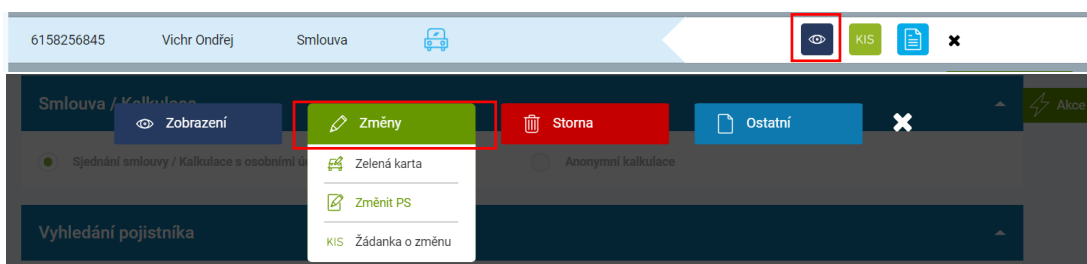 6158256845 Vichr Ondřej Smlouva KIS
Smlouva / Kalkulace Akce
Zobrazení Změny Storna Ostatní
Sjednání smlouvy / Kalkulace s osobními Anonymní kalkulace
Zelená karta
Změnit PS
Vyhledání pojistníka
KIS Žádanka o změnu